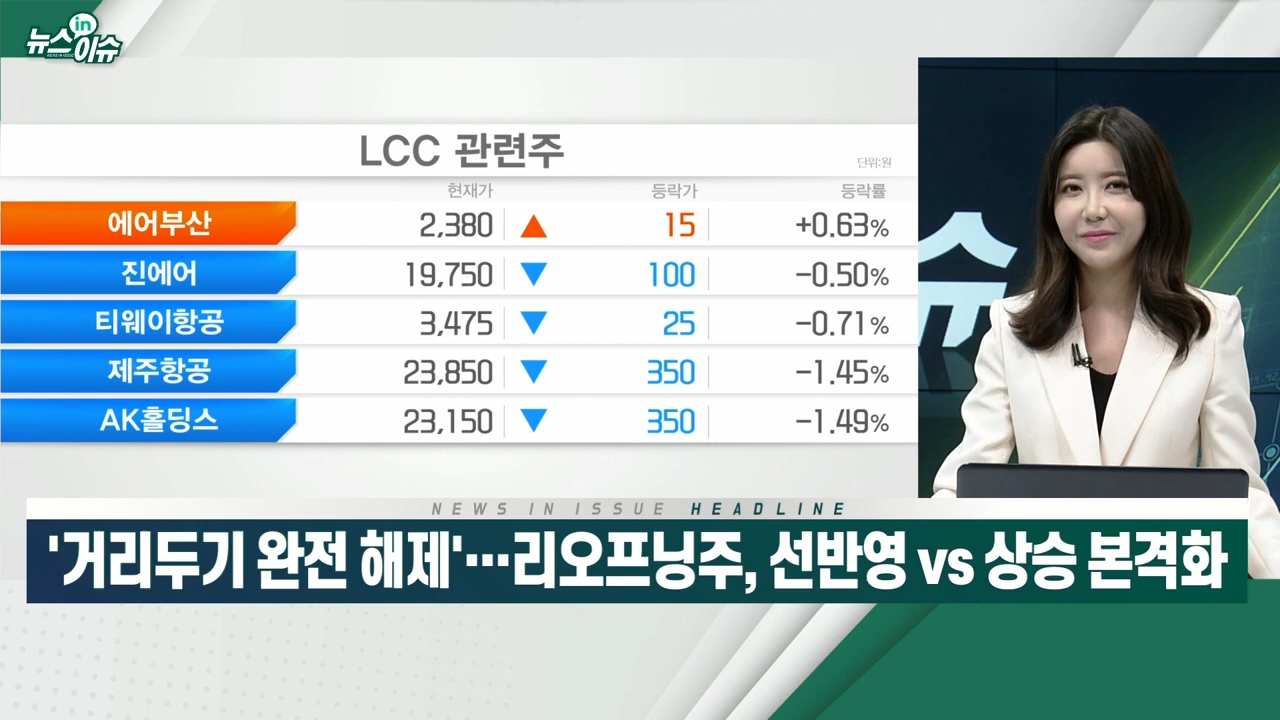 뉴스in이슈
LCC 관련주
단위:원
현재가 등락가 등락률
에어부산 2,380 ▲ 15 +0.63%
진에어 19,750 ▼ 100 -0.50%
티웨이항공 3,475 ▼ 25 -0.71%
제주항공 23,850 ▼ 350 -1.45%
AK홀딩스 23,150 ▼ 350 -1.49%
슈
NEWS IN ISSUE HEADLINE
'거리두기 완전 해제'…리오프닝주, 선반영 vs 상승 본격화